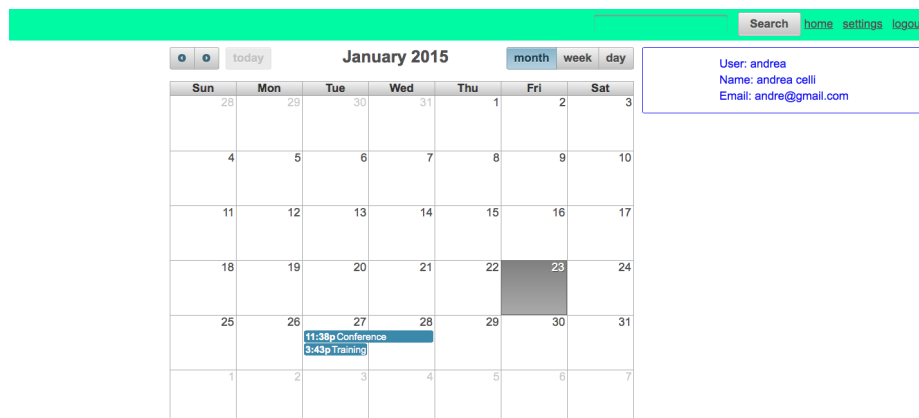 Search home settings logou
today January 2015 month week day
User: andrea
Name: andrea celli
Email: andre@gmail.com
Sun Mon Tue Wed Thu Fri Sat
28 29 30 31 1 2 3
4 5 6 7 8 9 10
11 12 13 14 15 16 17
18 19 20 21 22 23 24
25 26 27 28 29 30 31
11:38p Conference
3:43p Training
1 2 3 4 5 6 7